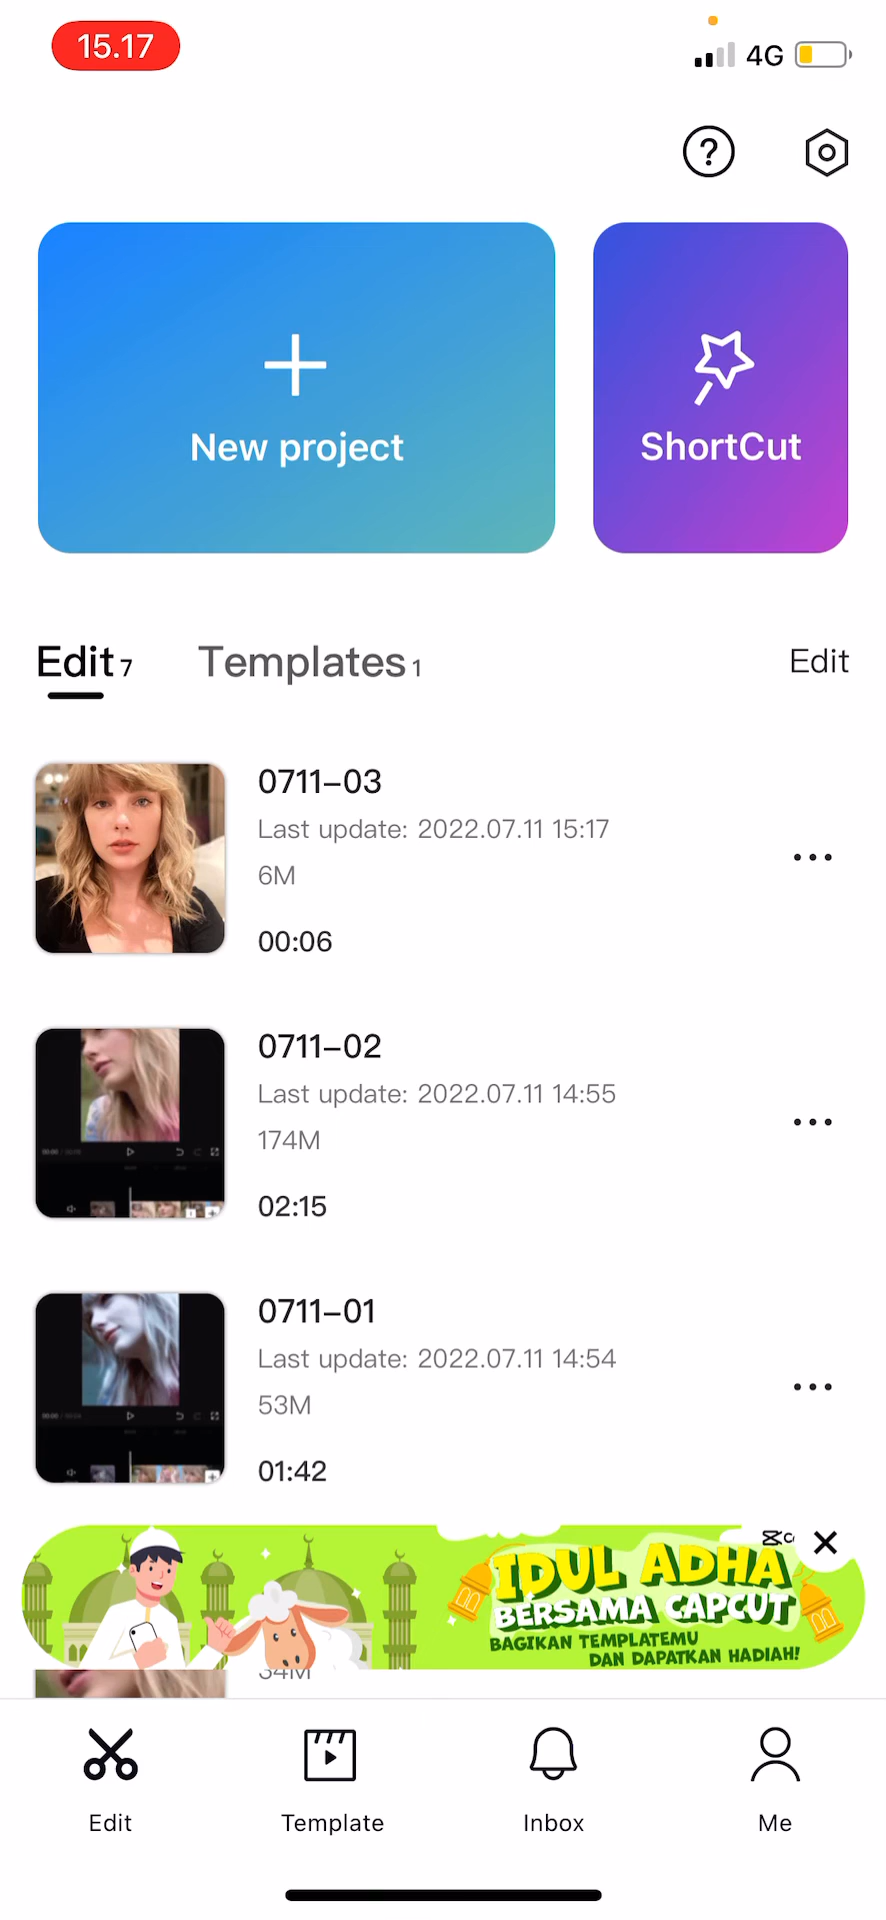 15.17
4G
New project
ShortCut
Edit 7
Templates 1
Edit
0711–03
Last update: 2022.07.11 15:17
6M
00:06
0711–02
Last update: 2022.07.11 14:55
174M
02:15
0711–01
Last update: 2022.07.11 14:54
53M
01:42
IDUL ADHA
BERSAMA CAPCUT
BAGIKAN TEMPLATEMU
DAN DAPATKAN HADIAH!
34M
Edit
Template
Inbox
Me